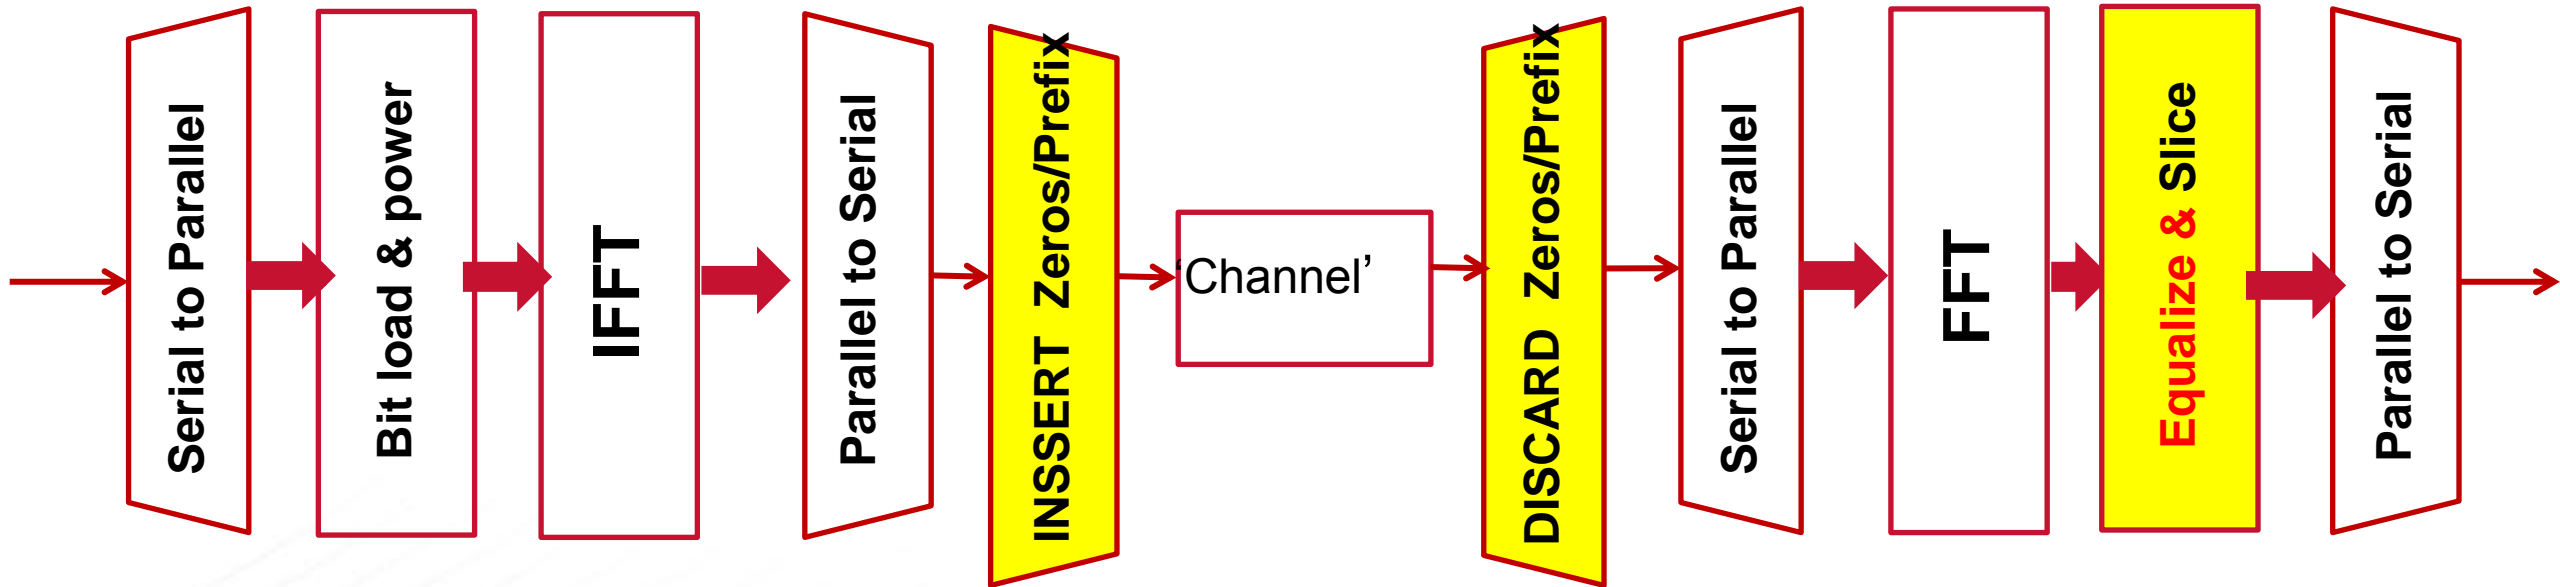 Serial to Parallel
Bit load & power
IFFT
Parallel to Serial
INSSERT Zeros/Prefix
‘Channel’
DISCARD Zeros/Prefix
Serial to Parallel
FFT
Equalize & Slice
Parallel to Serial